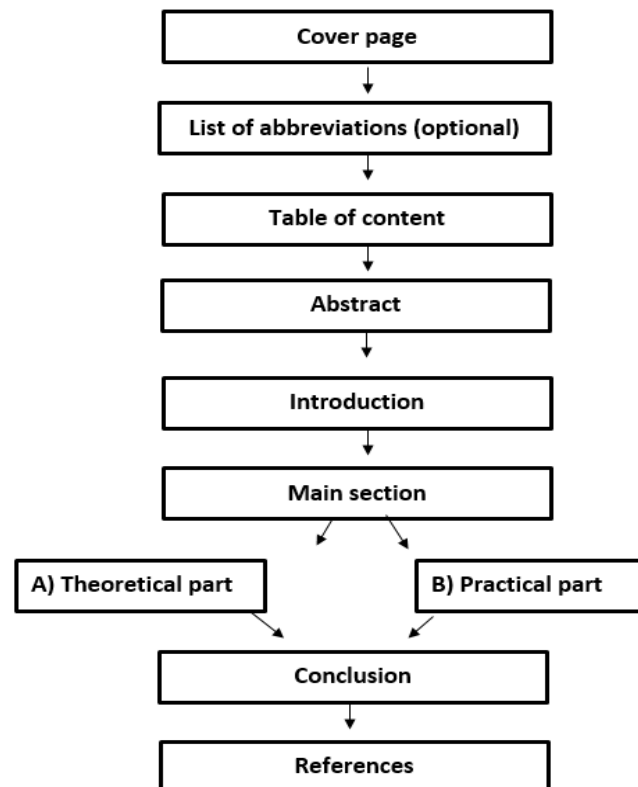 Cover page
List of abbreviations (optional)
Table of content
Abstract
Introduction
Main section
A) Theoretical part
B) Practical part
Conclusion
References